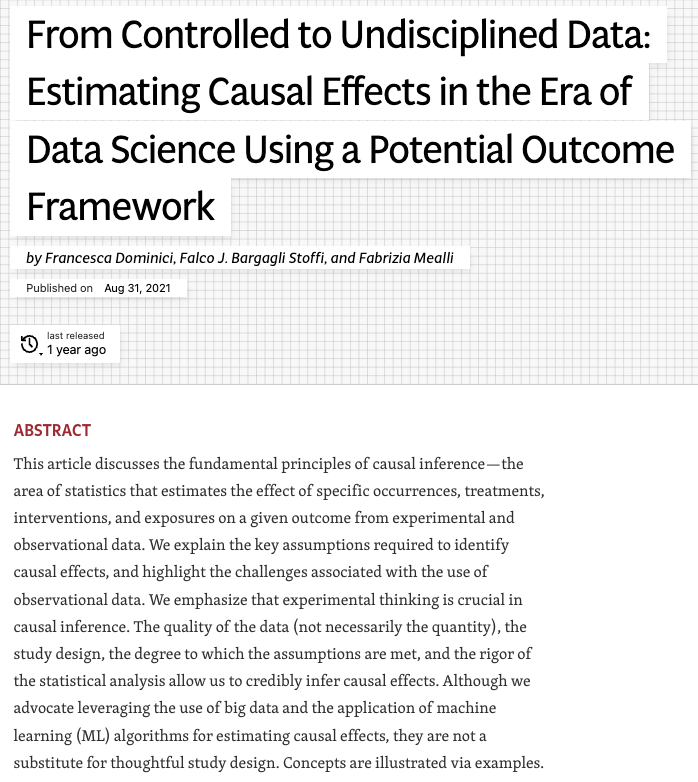 From Controlled to Undisciplined Data:
Estimating Causal Effects in the Era of
Data Science Using a Potential Outcome
Framework
by Francesca Dominici, Falco J. Bargagli Stoffi, and Fabrizia Mealli
Published on Aug 31, 2021
last released
1 year ago
ABSTRACT
This article discusses the fundamental principles of causal inference—the
area of statistics that estimates the effect of specific occurrences, treatments,
interventions, and exposures on a given outcome from experimental and
observational data. We explain the key assumptions required to identify
causal effects, and highlight the challenges associated with the use of
observational data. We emphasize that experimental thinking is crucial in
causal inference. The quality of the data (not necessarily the quantity), the
study design, the degree to which the assumptions are met, and the rigor of
the statistical analysis allow us to credibly infer causal effects. Although we
advocate leveraging the use of big data and the application of machine
learning (ML) algorithms for estimating causal effects, they are not a
substitute for thoughtful study design. Concepts are illustrated via examples.